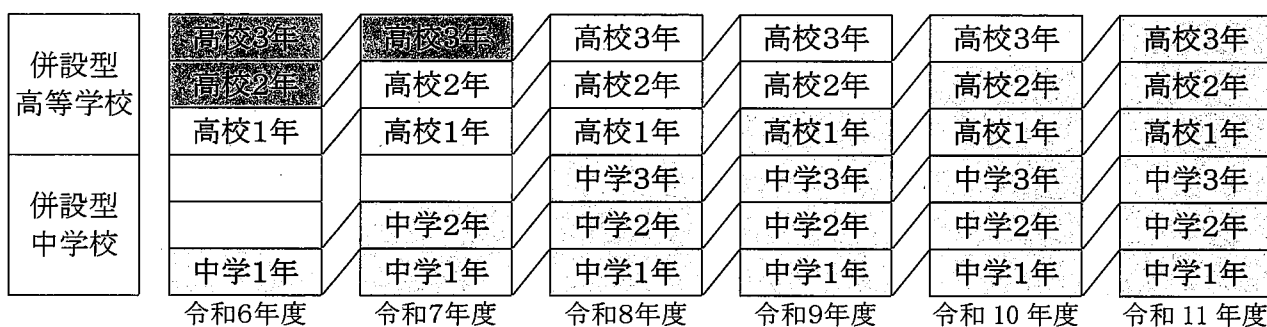 併設型
高等学校
併設型
中学校
高校3年 高校3年 高校3年 高校3年 高校3年 高校3年
高校2年 高校2年 高校2年 高校2年 高校2年 高校2年
高校1年 高校1年 高校1年 高校1年 高校1年 高校1年
中学3年 中学3年 中学3年 中学3年
中学2年 中学2年 中学2年 中学2年 中学2年
中学1年 中学1年 中学1年 中学1年 中学1年 中学1年
令和6年度 令和7年度 令和8年度 令和9年度 令和 10 年度 令和 11 年度